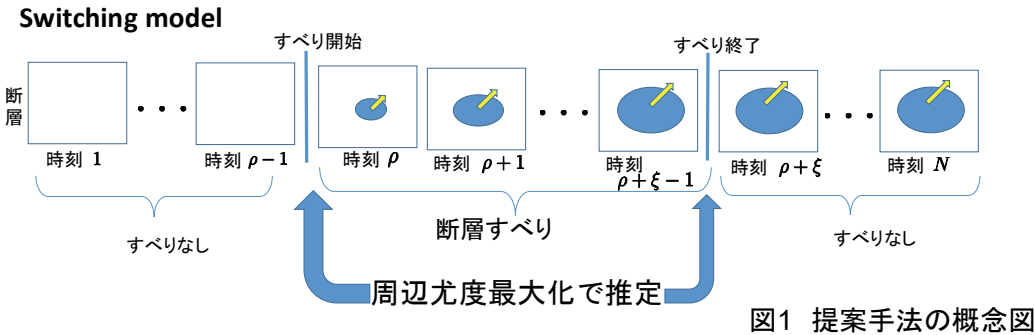 Switching model
すべり開始
すべり終了
断層
時刻 1
・・・
時刻 ρ−1
時刻 ρ
時刻 ρ+1
・・・
時刻 ρ+ξ−1
時刻 ρ+ξ
・・・
時刻 N
すべりなし
断層すべり
すべりなし
周辺尤度最大化で推定
図1 提案手法の概念図